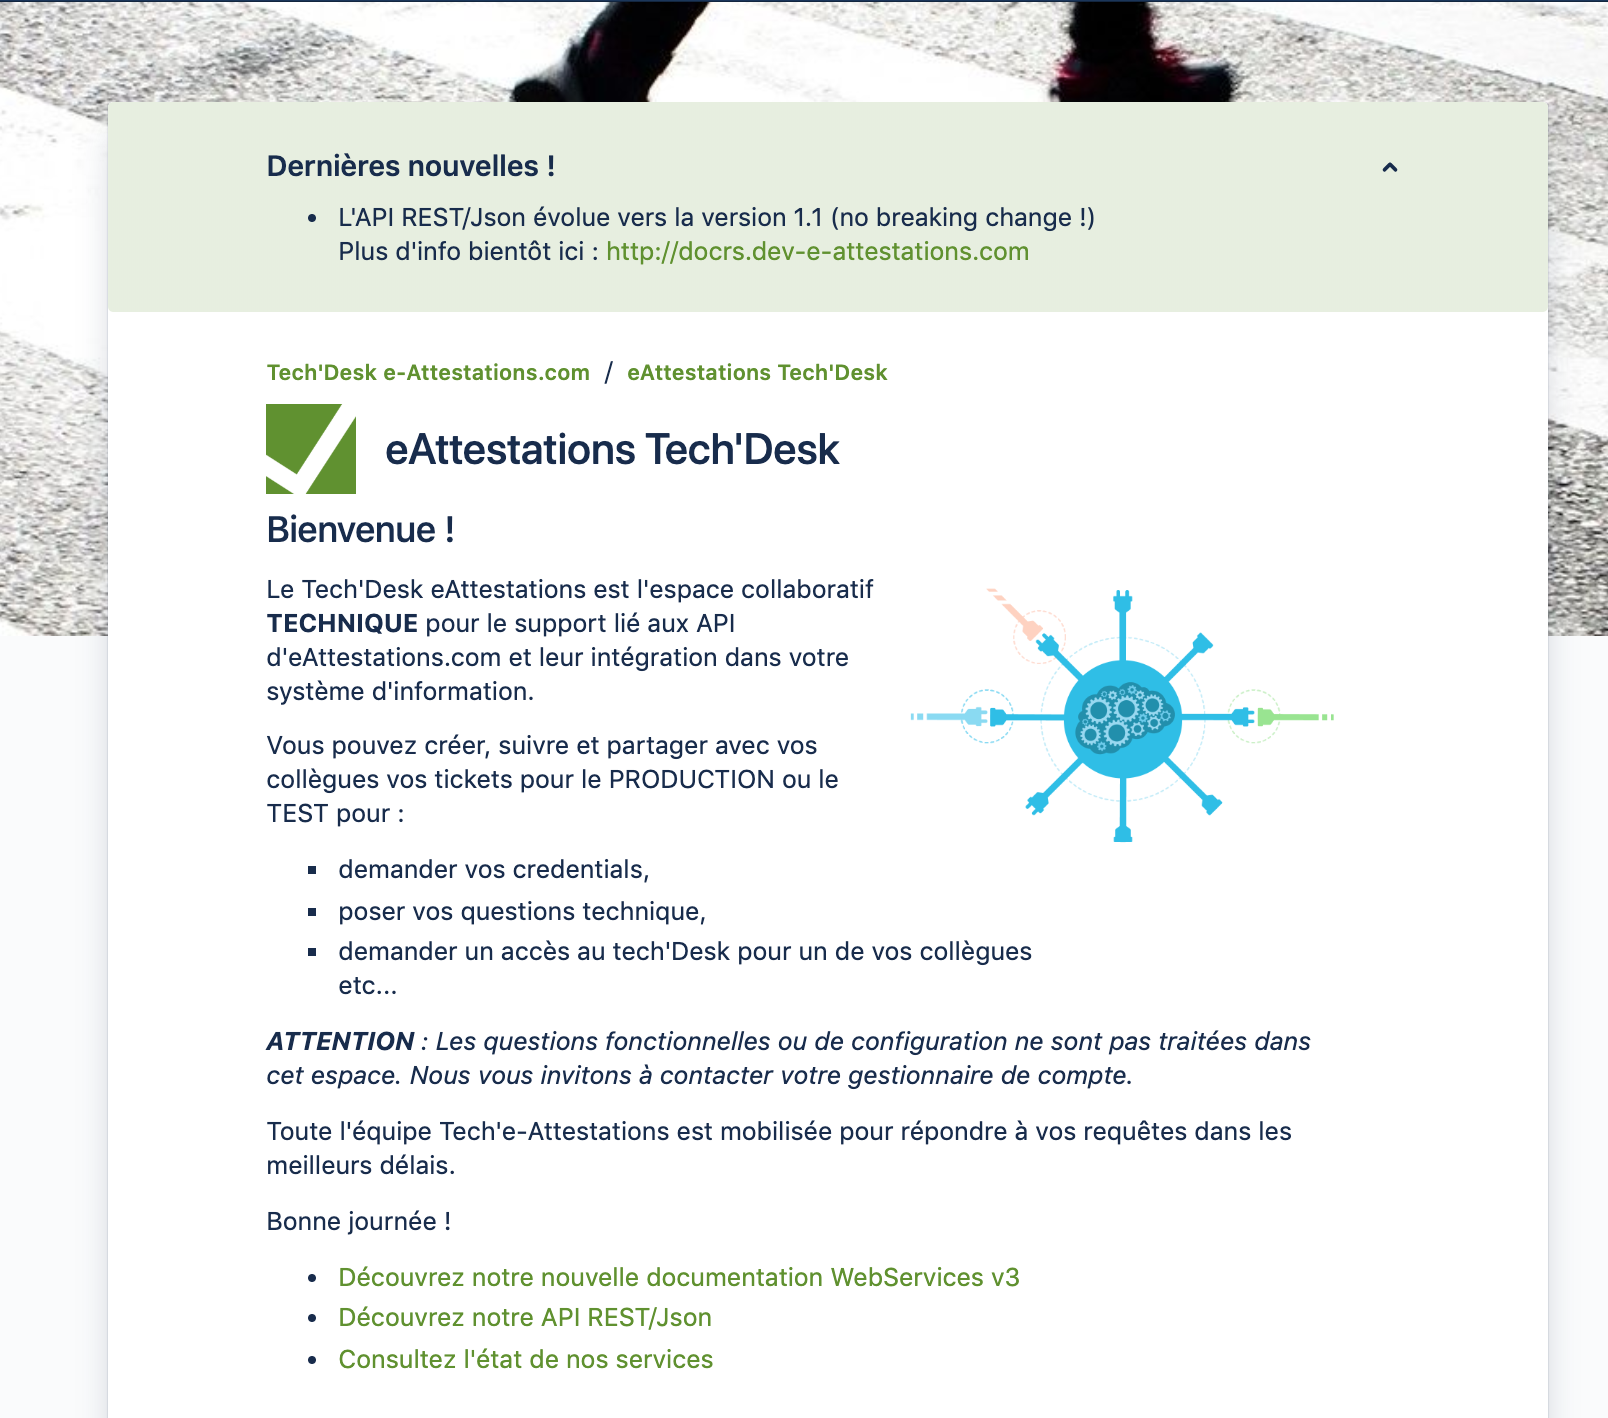 Dernières nouvelles !
L'API REST/Json évolue vers la version 1.1 (no breaking change !)
Plus d'info bientôt ici : http://docrs.dev-e-attestations.com
Tech'Desk e-Attestations.com / eAttestations Tech'Desk
eAttestations Tech'Desk
Bienvenue !
Le Tech'Desk eAttestations est l'espace collaboratif
TECHNIQUE pour le support lié aux API
d'eAttestations.com et leur intégration dans votre
système d'information.
Vous pouvez créer, suivre et partager avec vos
collègues vos tickets pour le PRODUCTION ou le
TEST pour :
demander vos credentials,
poser vos questions technique,
demander un accès au tech'Desk pour un de vos collègues
etc...
ATTENTION : Les questions fonctionnelles ou de configuration ne sont pas traitées dans
cet espace. Nous vous invitons à contacter votre gestionnaire de compte.
Toute l'équipe Tech'e-Attestations est mobilisée pour répondre à vos requêtes dans les
meilleurs délais.
Bonne journée !
Découvrez notre nouvelle documentation WebServices v3
Découvrez notre API REST/Json
Consultez l'état de nos services